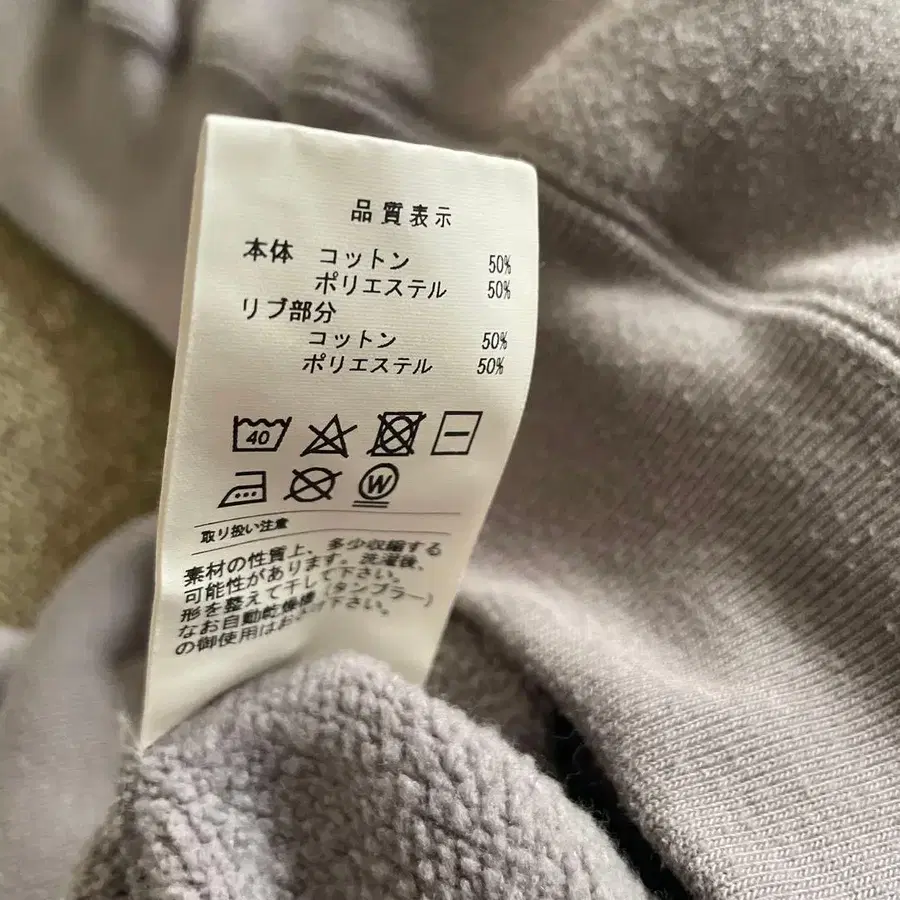 品質表示
本体 コットン 50%
ポリエステル 50%
リブ部分
コットン 50%
ポリエステル 50%
40
W
取り扱い注意
素材の性質上、多少収縮する
可能性があります。洗濯後、
形を整えて干して下さい。
なお自動乾燥機(タンブラー)
の御使用はお下さい。